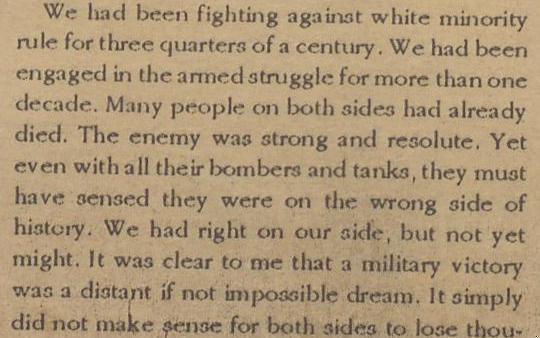 We had been fighting against white minority
rule for three quarters of a century. We had been
engaged in the armed struggle for more than one
decade. Many people on both sides had already
died. The enemy was strong and resolute. Yet
even with all their bombers and tanks, they must
have sensed they were on the wrong side of
history. We had right on our side, but not yet
might. It was clear to me that a military victory
was a distant if not impossible dream. It simply
did not make sense for both sides to lose thou-